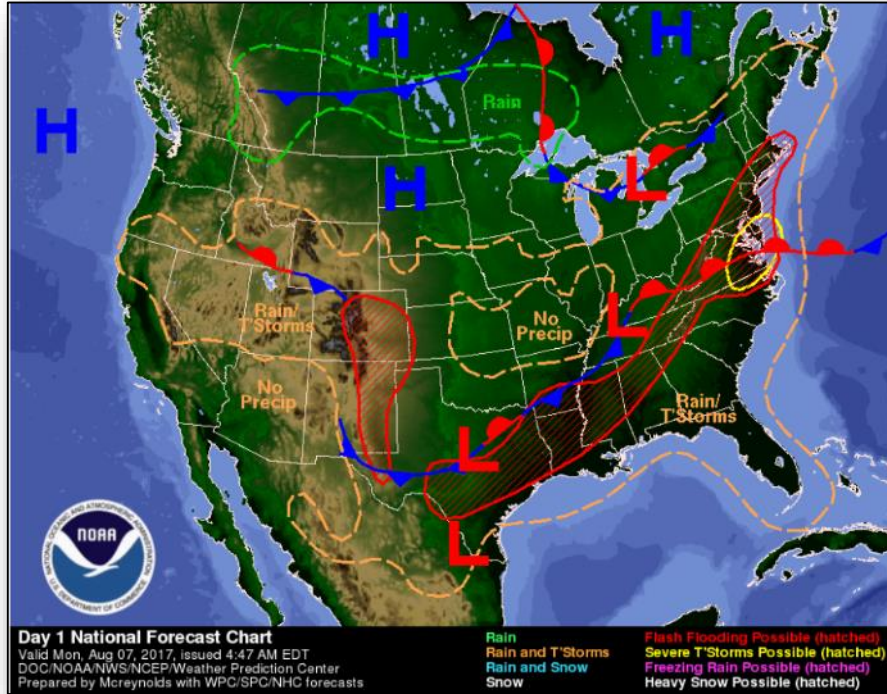 H
H
H
Rain
H
L
Rain/
T'Storms
No
Precip
L
No
Precip
Rain/
T'Storms
L
L
NATIONAL OCEANIC AND ATMOSPHERIC ADMINISTRATION
NOAA
U.S. DEPARTMENT OF COMMERCE
Day 1 National Forecast Chart
Valid Mon, Aug 07, 2017, issued 4:47 AM EDT
DOC/NOAA/NWS/NCEP/Weather Prediction Center
Prepared by Mcreynolds with WPC/SPC/NHC forecasts
Rain
Rain and T'Storms
Rain and Snow
Snow
Flash Flooding Possible (hatched)
Severe T'Storms Possible (hatched)
Freezing Rain Possible (hatched)
Heavy Snow Possible (hatched)